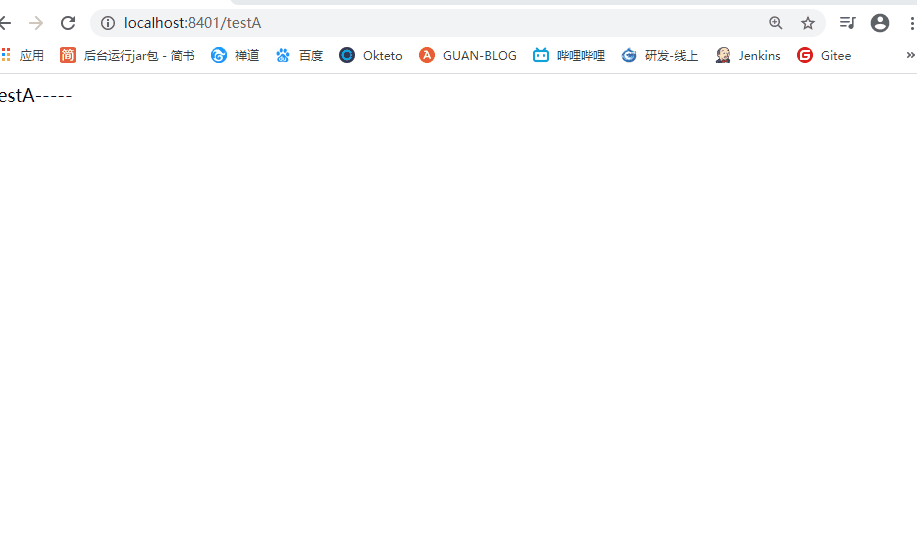 localhost:8401/testA
应用 简 后台运行jar包 - 简书 禅道 百度 Okteto GUAN-BLOG 哔哩哔哩 研发-线上 Jenkins Gitee »
estA-----